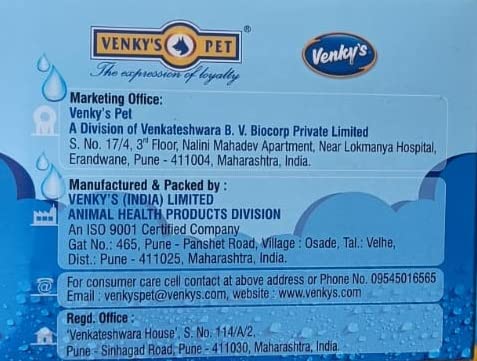 VENKY'S PET ®
The expression of loyalty
Venky's
Marketing Office:
Venky's Pet
A Division of Venkateshwara B. V. Biocorp Private Limited
S. No. 17/4, 3rd Floor, Nalini Mahadev Apartment, Near Lokmanya Hospital,
Erandwane, Pune - 411004, Maharashtra, India.
Manufactured & Packed by :
VENKY'S (INDIA) LIMITED
ANIMAL HEALTH PRODUCTS DIVISION
An ISO 9001 Certified Company
Gat No.: 465, Pune - Panshet Road, Village : Osade, Tal.: Velhe,
Dist.: Pune - 411025, Maharashtra, India.
For consumer care cell contact at above address or Phone No. 09545016565
Email : venkyspet@venkys.com, website : www.venkys.com
Regd. Office :
'Venkateshwara House', S. No. 114/A/2,
Pune - Sinhagad Road, Pune - 411030, Maharashtra, India.